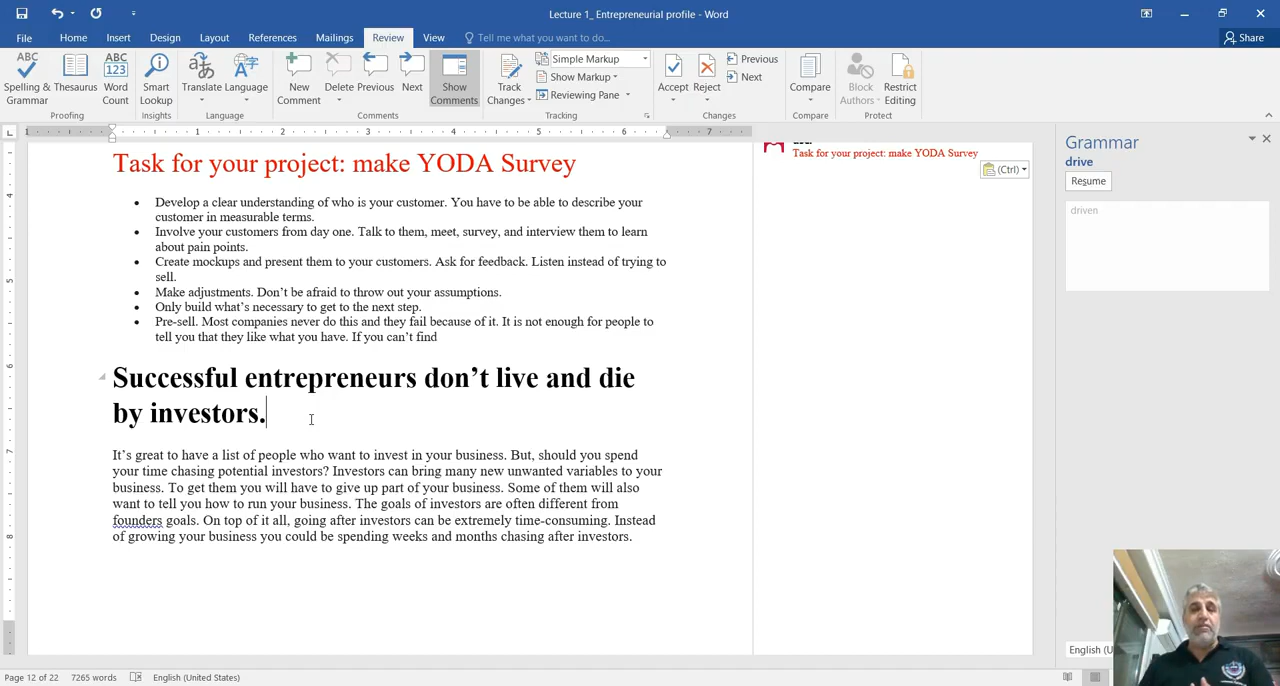 Lecture 1_ Entrepreneurial profile - Word
File Home Insert Design Layout References Mailings Review View Tell me what you want to do... Share
ABC Spelling & Grammar
Thesaurus
ABC 123 Word Count
Smart Lookup
Translate
Language
New Comment
Delete
Previous
Next
Show Comments
Track Changes
Simple Markup
Show Markup
Reviewing Pane
Accept
Reject
Previous
Next
Compare
Block Authors
Restrict Editing
Proofing Insights Language Comments Tracking Changes Compare Protect
1 1 2 3 4 5 6 7
Task for your project: make YODA Survey
• Develop a clear understanding of who is your customer. You have to be able to describe your
customer in measurable terms.
• Involve your customers from day one. Talk to them, meet, survey, and interview them to learn
about pain points.
• Create mockups and present them to your customers. Ask for feedback. Listen instead of trying to
sell.
• Make adjustments. Don’t be afraid to throw out your assumptions.
• Only build what’s necessary to get to the next step.
• Pre-sell. Most companies never do this and they fail because of it. It is not enough for people to
tell you that they like what you have. If you can’t find
Successful entrepreneurs don’t live and die
by investors.
It’s great to have a list of people who want to invest in your business. But, should you spend
your time chasing potential investors? Investors can bring many new unwanted variables to your
business. To get them you will have to give up part of your business. Some of them will also
want to tell you how to run your business. The goals of investors are often different from
founders goals. On top of it all, going after investors can be extremely time-consuming. Instead
of growing your business you could be spending weeks and months chasing after investors.
4
5
6
7
8
Task for your project: make YODA Survey
(Ctrl)
Grammar
drive
Resume
driven
English (U
Page 12 of 22 7265 words English (United States)